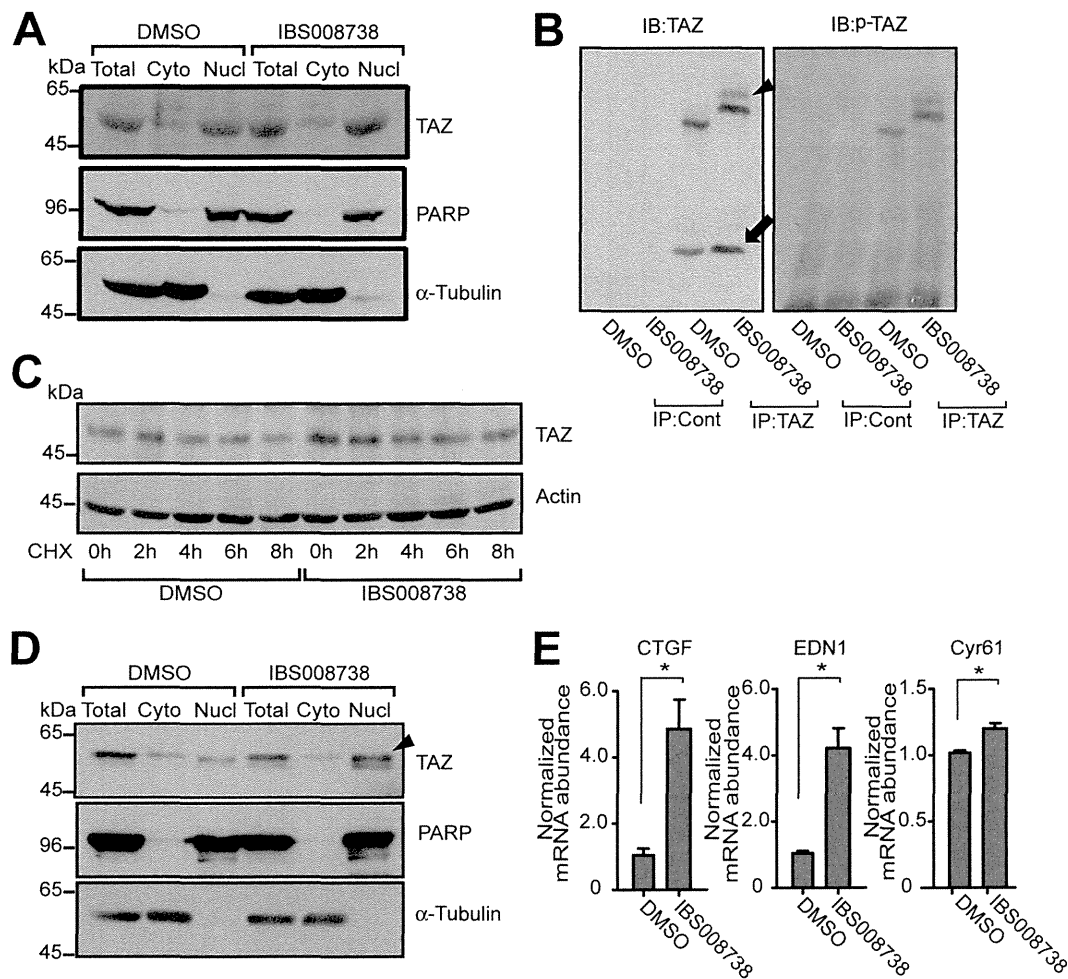 A
DMSO IBS008738
kDa Total Cyto Nucl Total Cyto Nucl
65
TAZ
45
96
PARP
65
α-Tubulin
45
B
IB:TAZ IB:p-TAZ
DMSO IBS008738 DMSO IBS008738 DMSO IBS008738 DMSO IBS008738
IP:Cont IP:TAZ IP:Cont IP:TAZ
C
kDa
TAZ
45
45
Actin
CHX 0h 2h 4h 6h 8h 0h 2h 4h 6h 8h
DMSO IBS008738
D
DMSO IBS008738
kDa Total Cyto Nucl Total Cyto Nucl
65
TAZ
45
PARP
96
65
α-Tubulin
45
E
CTGF
*
Normalized
mRNA abundance
6.0
4.0
2.0
0
DMSO
IBS008738
EDN1
*
Normalized
mRNA abundance
6.0
4.0
2.0
0
DMSO
IBS008738
Cyr61
*
Normalized
mRNA abundance
1.5
1.0
0.5
0
DMSO
IBS008738